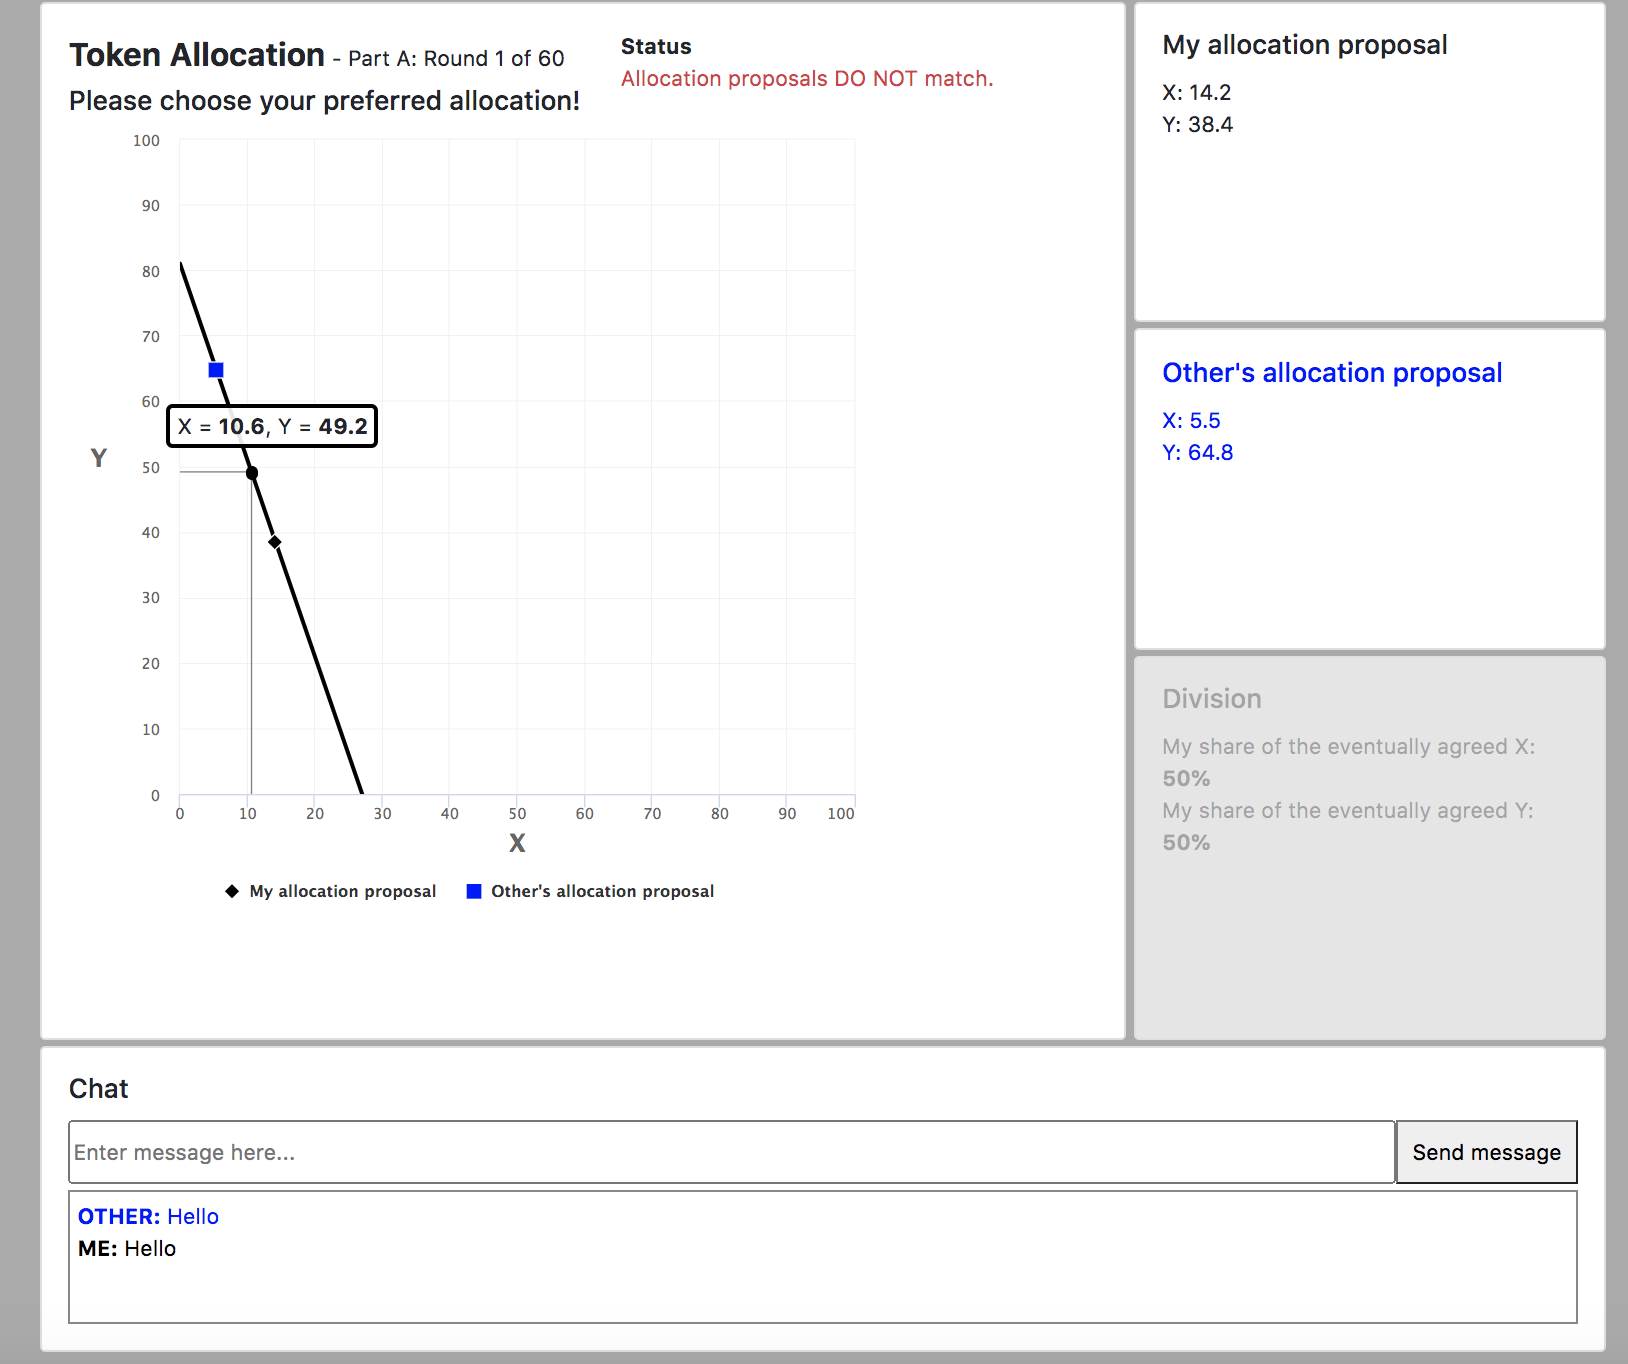 Token Allocation - Part A: Round 1 of 60
Please choose your preferred allocation!
Status
Allocation proposals DO NOT match.
100
90
80
70
60
50
40
30
20
10
0
Y
X = 10.6, Y = 49.2
0 10 20 30 40 50 60 70 80 90 100
X
My allocation proposal Other's allocation proposal
My allocation proposal
X: 14.2
Y: 38.4
Other's allocation proposal
X: 5.5
Y: 64.8
Division
My share of the eventually agreed X:
50%
My share of the eventually agreed Y:
50%
Chat
Enter message here...
Send message
OTHER: Hello
ME: Hello